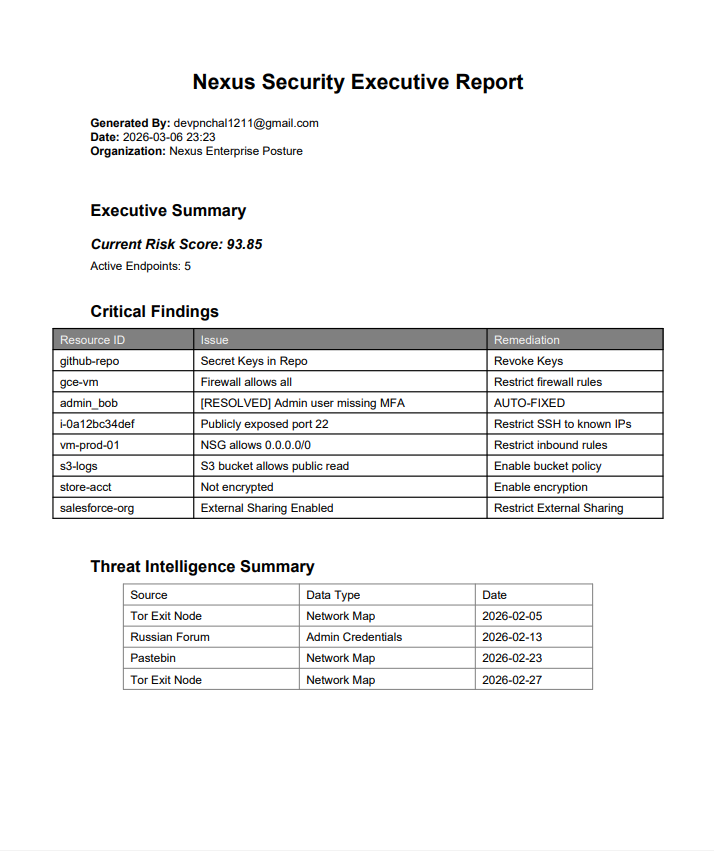 Nexus Security Executive Report
Generated By: devpnchal1211@gmail.com
Date: 2026-03-06 23:23
Organization: Nexus Enterprise Posture
Executive Summary
Current Risk Score: 93.85
Active Endpoints: 5
Critical Findings
Resource ID Issue Remediation
github-repo Secret Keys in Repo Revoke Keys
gce-vm Firewall allows all Restrict firewall rules
admin_bob [RESOLVED] Admin user missing MFA AUTO-FIXED
i-0a12bc34def Publicly exposed port 22 Restrict SSH to known IPs
vm-prod-01 NSG allows 0.0.0.0/0 Restrict inbound rules
s3-logs S3 bucket allows public read Enable bucket policy
store-acct Not encrypted Enable encryption
salesforce-org External Sharing Enabled Restrict External Sharing
Threat Intelligence Summary
Source Data Type Date
Tor Exit Node Network Map 2026-02-05
Russian Forum Admin Credentials 2026-02-13
Pastebin Network Map 2026-02-23
Tor Exit Node Network Map 2026-02-27